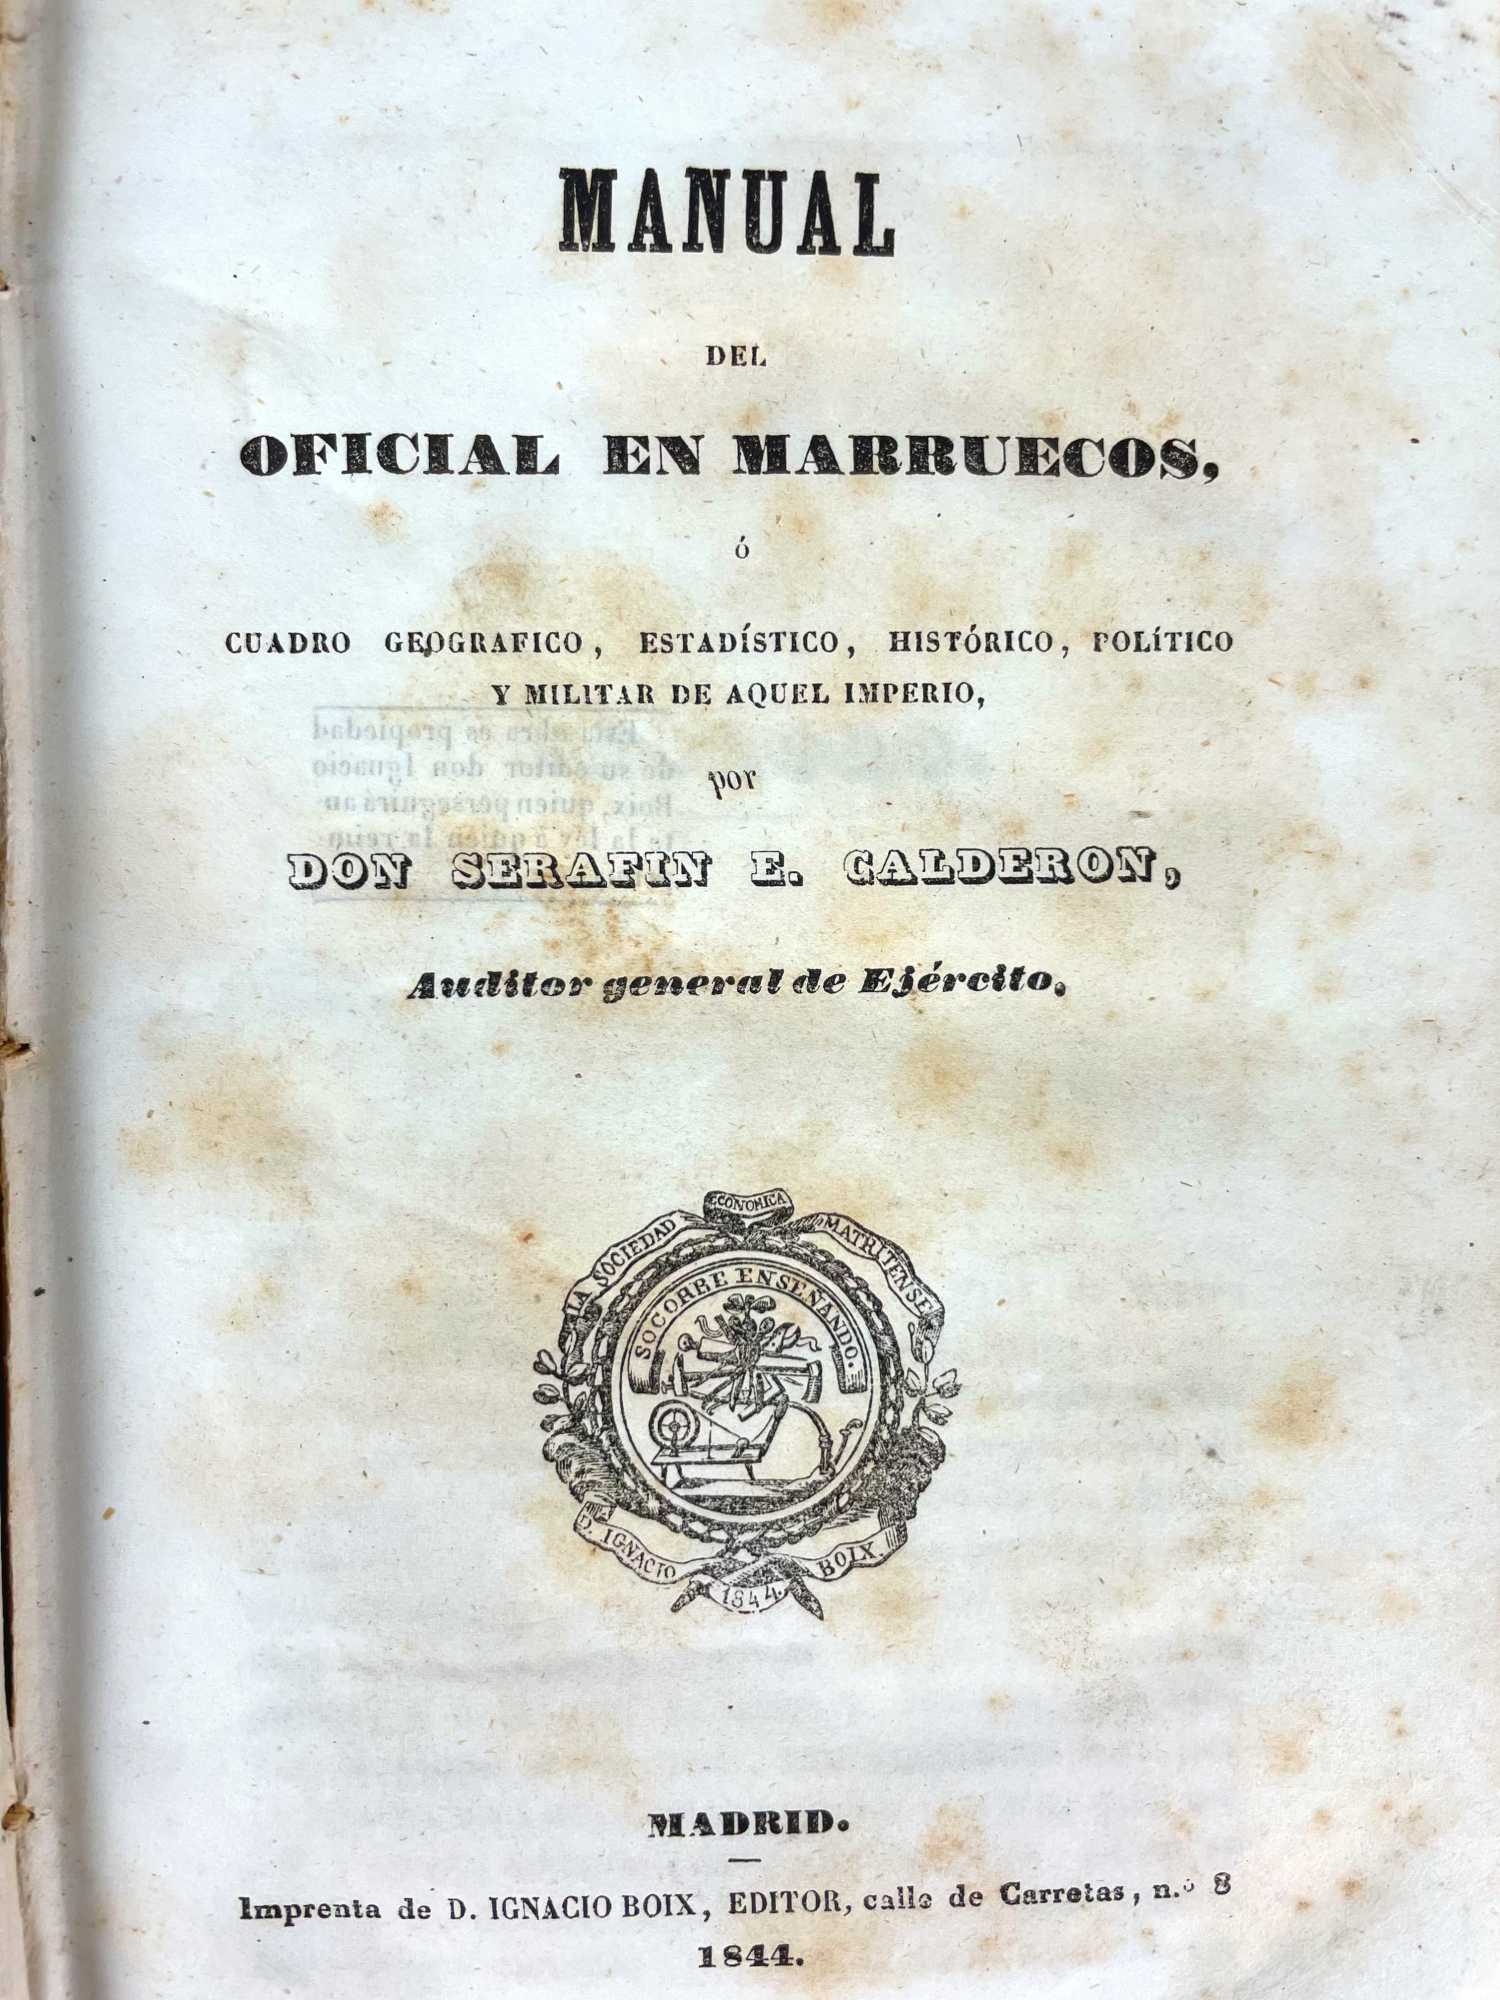 MANUAL
DEL
OFICIAL EN MARRUECOS,
ó
CUADRO GEOGRAFICO, ESTADÍSTICO, HISTÓRICO, POLÍTICO
Y MILITAR DE AQUEL IMPERIO,
por
DON SERAFIN E. CALDERON,
Auditor general de Ejército.
LA SOCIEDAD ECONOMICA MATRITENSE
SOCORRE ENSEÑANDO.
A D. IGNACIO BOIX.
1844.
MADRID.
Imprenta de D. IGNACIO BOIX, EDITOR, calle de Carretas, n.º 8
1844.